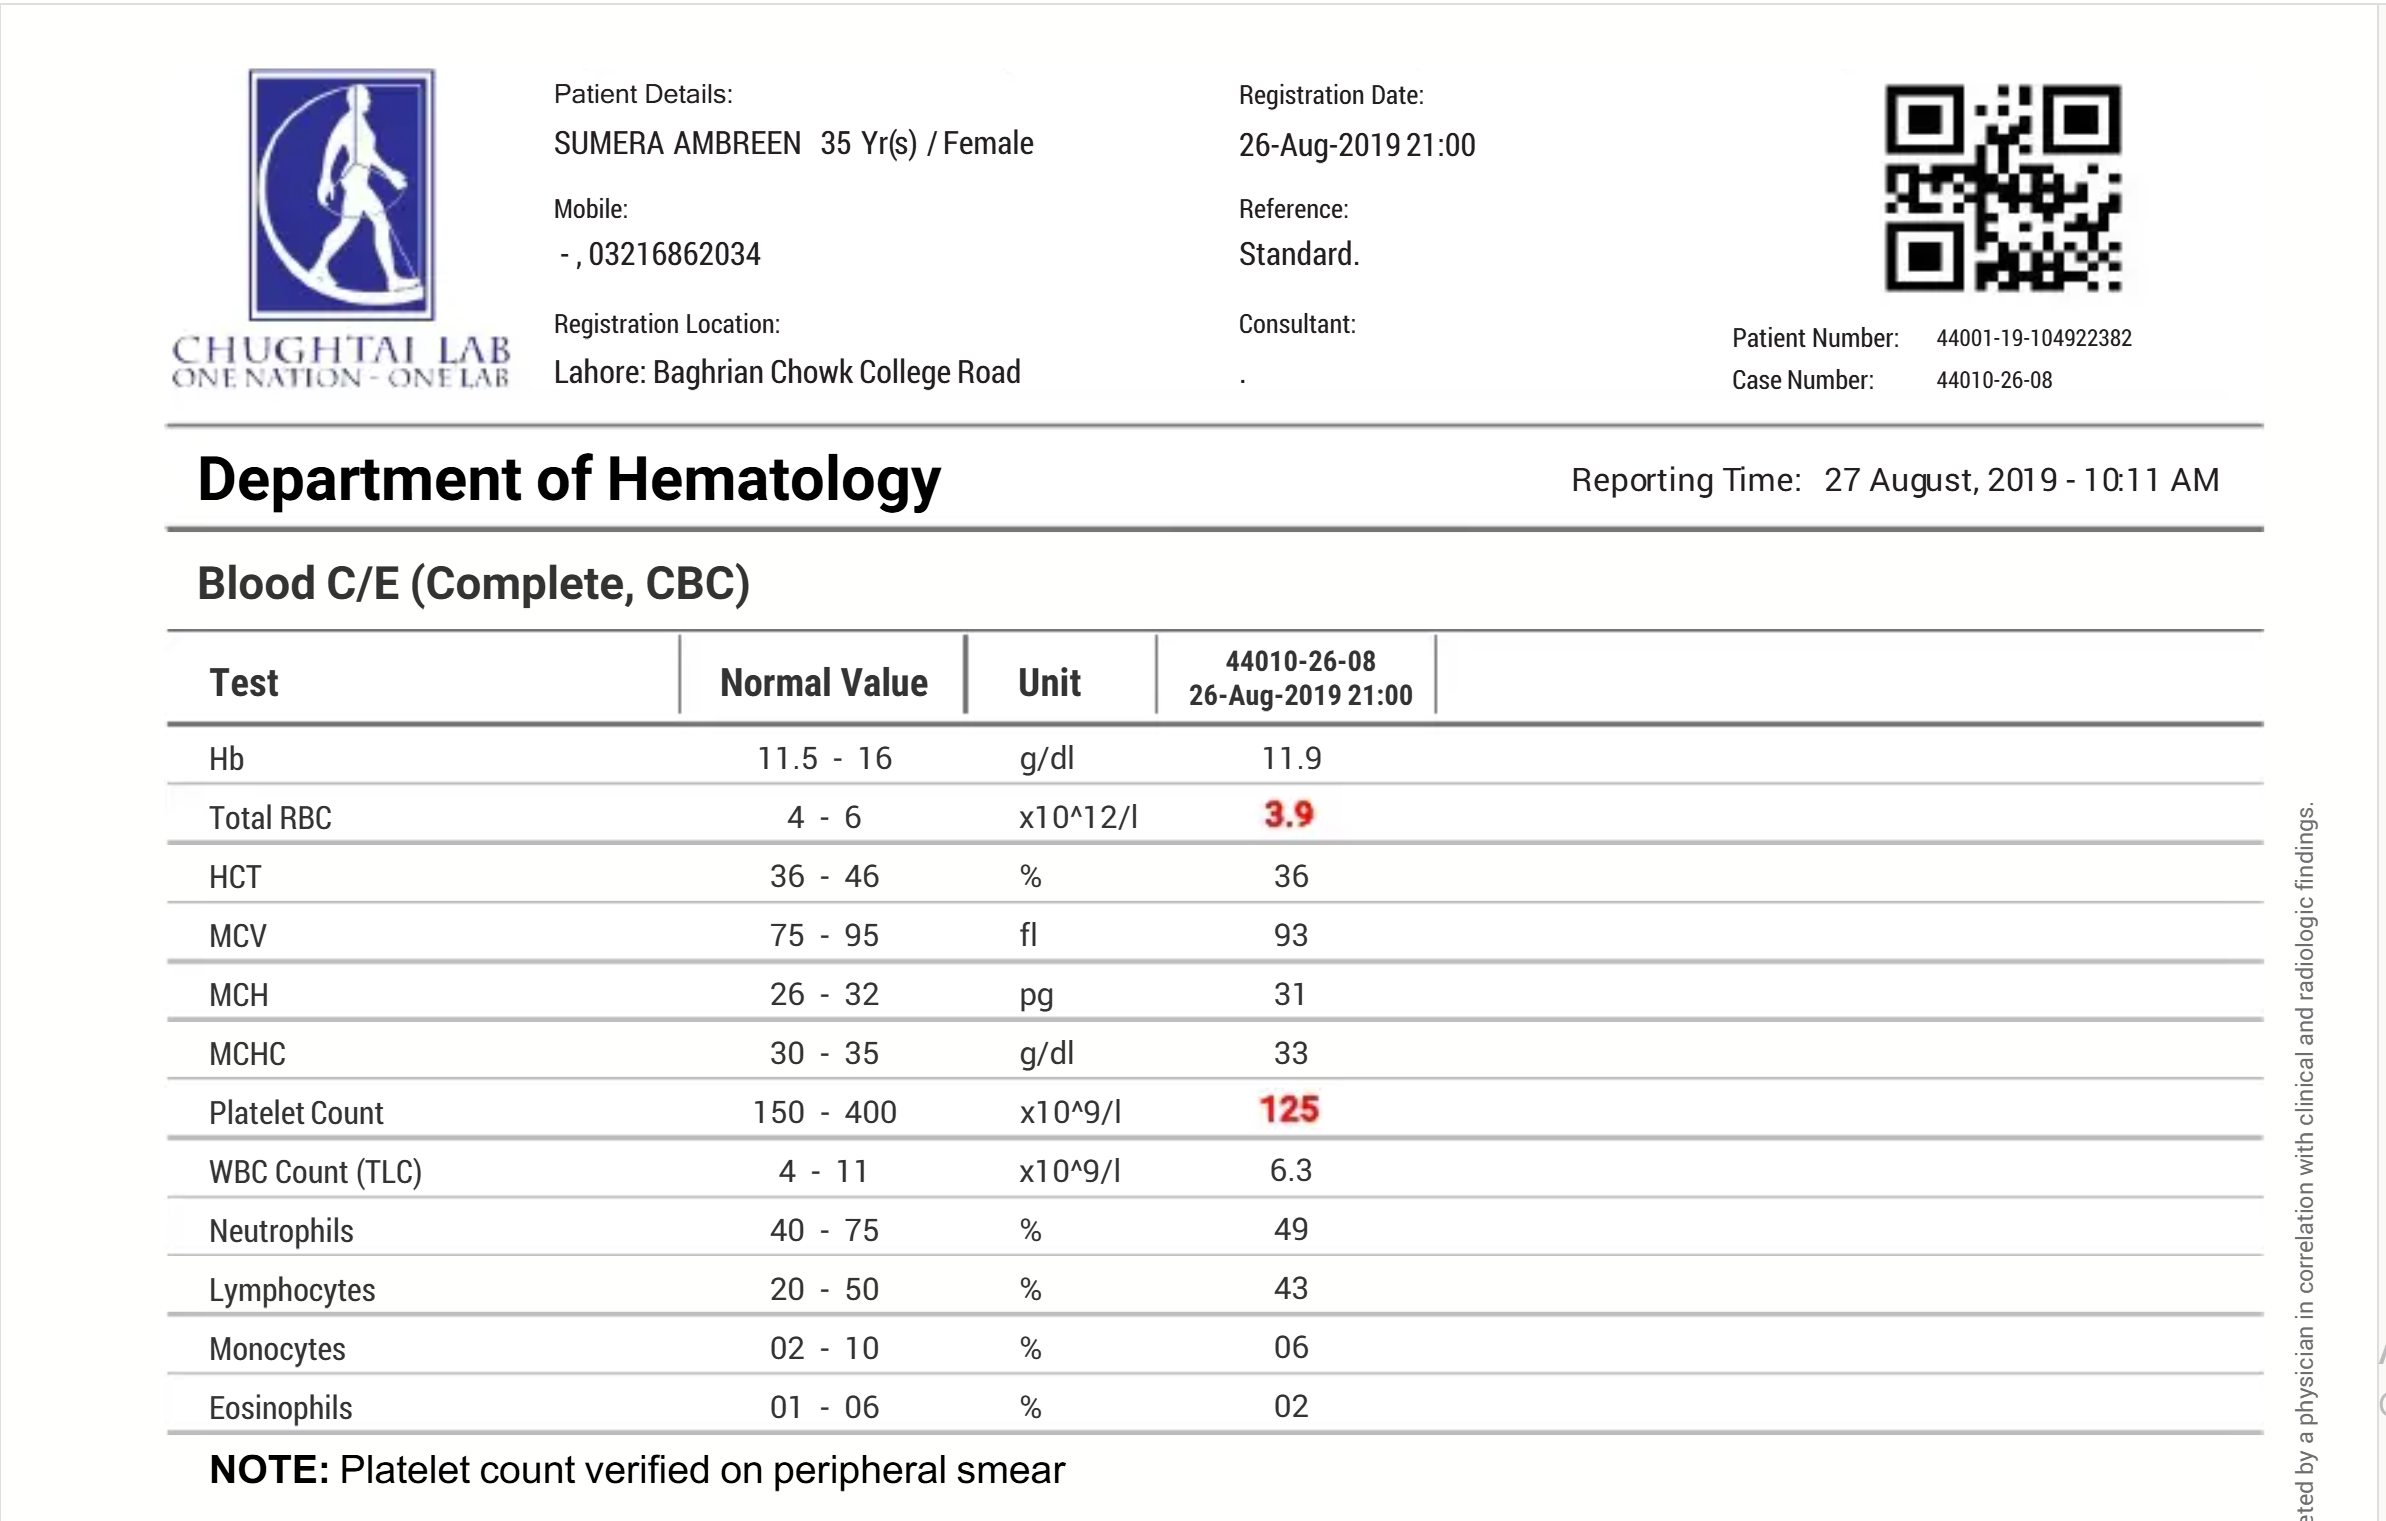 CHUGHTAI LAB
ONE NATION - ONE LAB
Patient Details:
SUMERA AMBREEN 35 Yr(s) / Female
Mobile:
- , 03216862034
Registration Location:
Lahore: Baghrian Chowk College Road
Registration Date:
26-Aug-2019 21:00
Reference:
Standard.
Consultant:
.
Patient Number: 44001-19-104922382
Case Number: 44010-26-08
Department of Hematology
Reporting Time: 27 August, 2019 - 10:11 AM
Blood C/E (Complete, CBC)
Test Normal Value Unit 44010-26-08
26-Aug-2019 21:00
Hb 11.5 - 16 g/dl 11.9
Total RBC 4 - 6 x10^12/l 3.9
HCT 36 - 46 % 36
MCV 75 - 95 fl 93
MCH 26 - 32 pg 31
MCHC 30 - 35 g/dl 33
Platelet Count 150 - 400 x10^9/l 125
WBC Count (TLC) 4 - 11 x10^9/l 6.3
Neutrophils 40 - 75 % 49
Lymphocytes 20 - 50 % 43
Monocytes 02 - 10 % 06
Eosinophils 01 - 06 % 02
NOTE: Platelet count verified on peripheral smear
by a physician in correlation with clinical and radiologic findings.